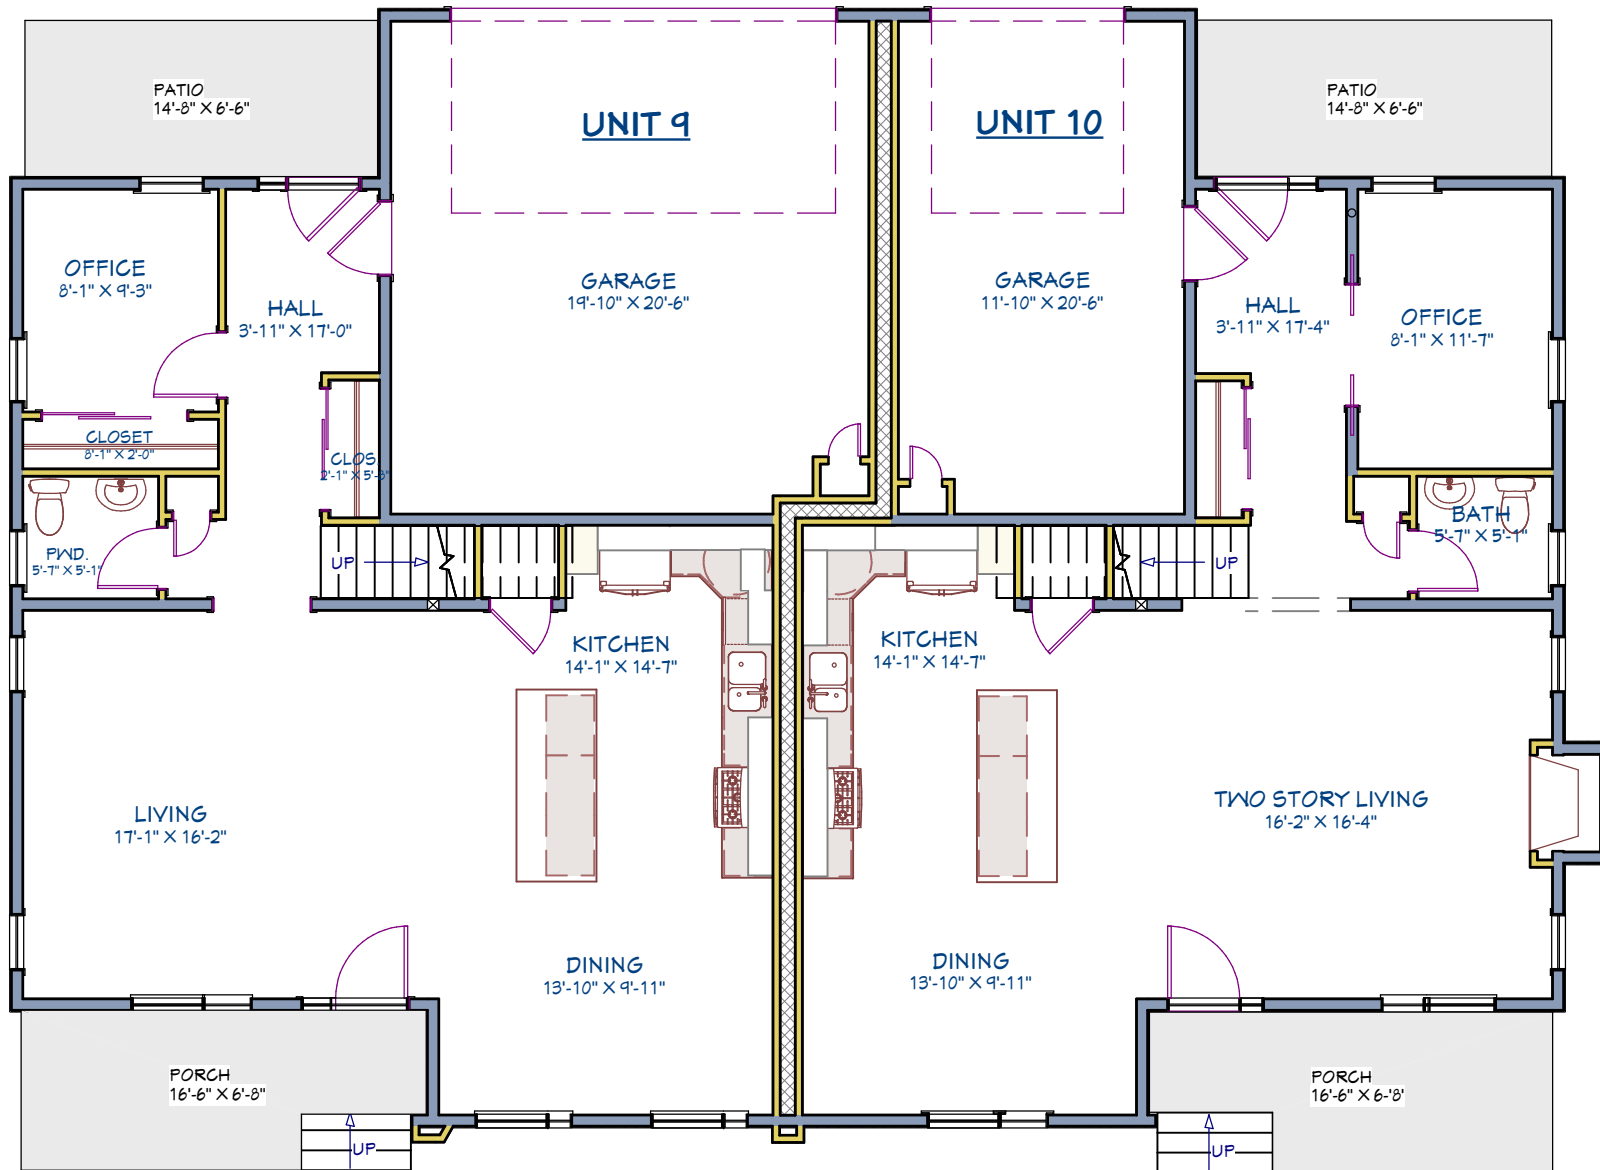 PATIO
14'-8" X 6'-6"
UNIT 9
UNIT 10
PATIO
14'-8" X 6'-6"
OFFICE
8'-1" X 9'-3"
HALL
3'-11" X 17'-0"
GARAGE
19'-10" X 20'-6"
GARAGE
11'-10" X 20'-6"
HALL
3'-11" X 17'-4"
OFFICE
8'-1" X 11'-7"
CLOSET
8'-1" X 2'-0"
CLOS.
2'-1" X 5'-8"
PWD.
5'-7" X 5'-1"
UP
UP
BATH
5'-7" X 5'-1"
KITCHEN
14'-1" X 14'-7"
KITCHEN
14'-1" X 14'-7"
LIVING
17'-1" X 16'-2"
TWO STORY LIVING
16'-2" X 16'-4"
DINING
13'-10" X 9'-11"
DINING
13'-10" X 9'-11"
PORCH
16'-6" X 6'-8"
PORCH
16'-6" X 6'-8'
UP
UP